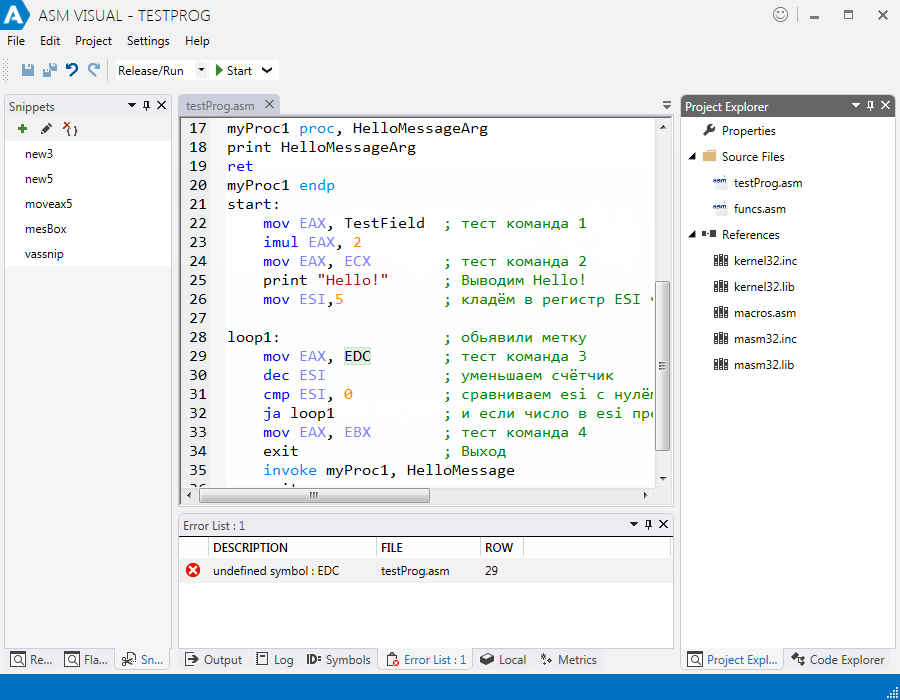 ASM VISUAL - TESTPROG
File Edit Project Settings Help
Release/Run Start
Snippets
new3
new5
moveax5
mesBox
vassnip
Re... Fla... Sn...
testProg.asm
17 myProc1 proc, HelloMessageArg
18 print HelloMessageArg
19 ret
20 myProc1 endp
21 start:
22 mov EAX, TestField ; тест команда 1
23 imul EAX, 2
24 mov EAX, ECX ; тест команда 2
25 print "Hello!" ; Выводим Hello!
26 mov ESI,5 ; кладём в регистр ESI
27
28 loop1: ; обьявили метку
29 mov EAX, EDC ; тест команда 3
30 dec ESI ; уменьшаем счётчик
31 cmp ESI, 0 ; сравниваем esi с нулём
32 ja loop1 ; и если число в esi пре
33 mov EAX, EBX ; тест команда 4
34 exit ; Выход
35 invoke myProc1, HelloMessage
Error List : 1
DESCRIPTION FILE ROW
undefined symbol : EDC testProg.asm 29
Output Log ID= Symbols Error List : 1 Local Metrics
Project Explorer
Properties
Source Files
asm testProg.asm
asm funcs.asm
References
kernel32.inc
kernel32.lib
macros.asm
masm32.inc
masm32.lib
Project Expl... Code Explorer